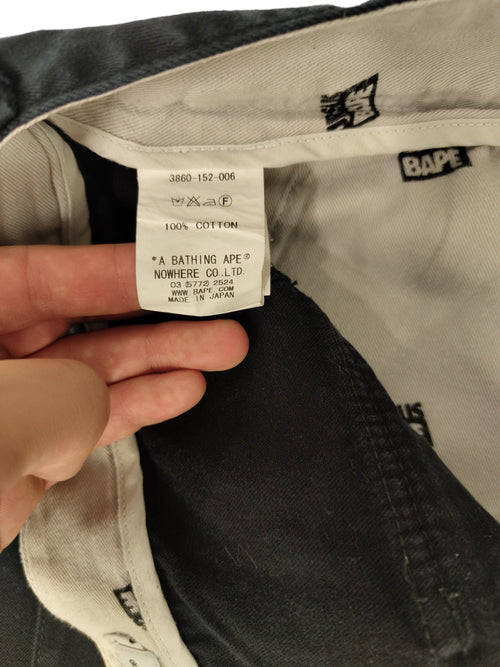 BAPE
3860-152-006
Ⓕ
100% COTTON
®A BATHING APE®
NOWHERE CO., LTD.
03 (5772) 2524
WWW.BAPE.COM
MADE IN JAPAN